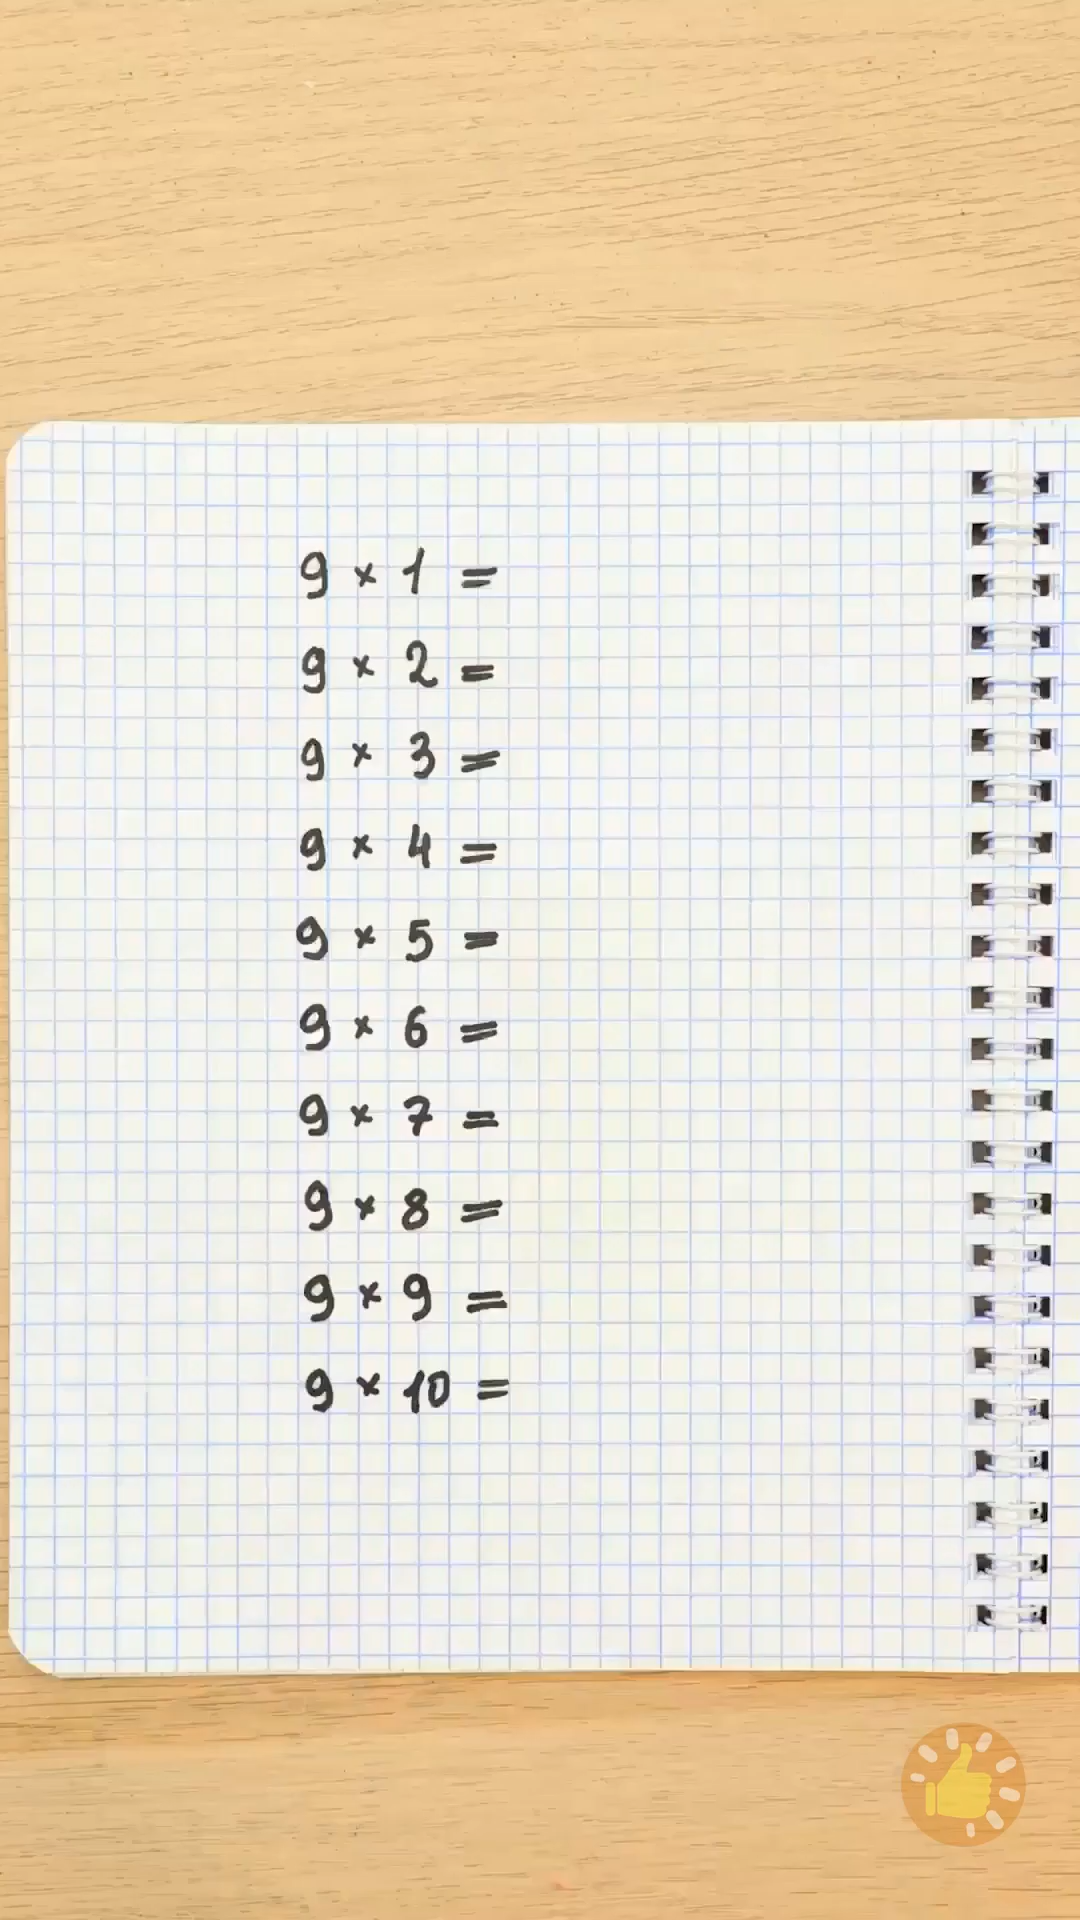 9 × 1 =
9 × 2 =
9 × 3 =
9 × 4 =
9 × 5 =
9 × 6 =
9 × 7 =
9 × 8 =
9 × 9 =
9 × 10 =